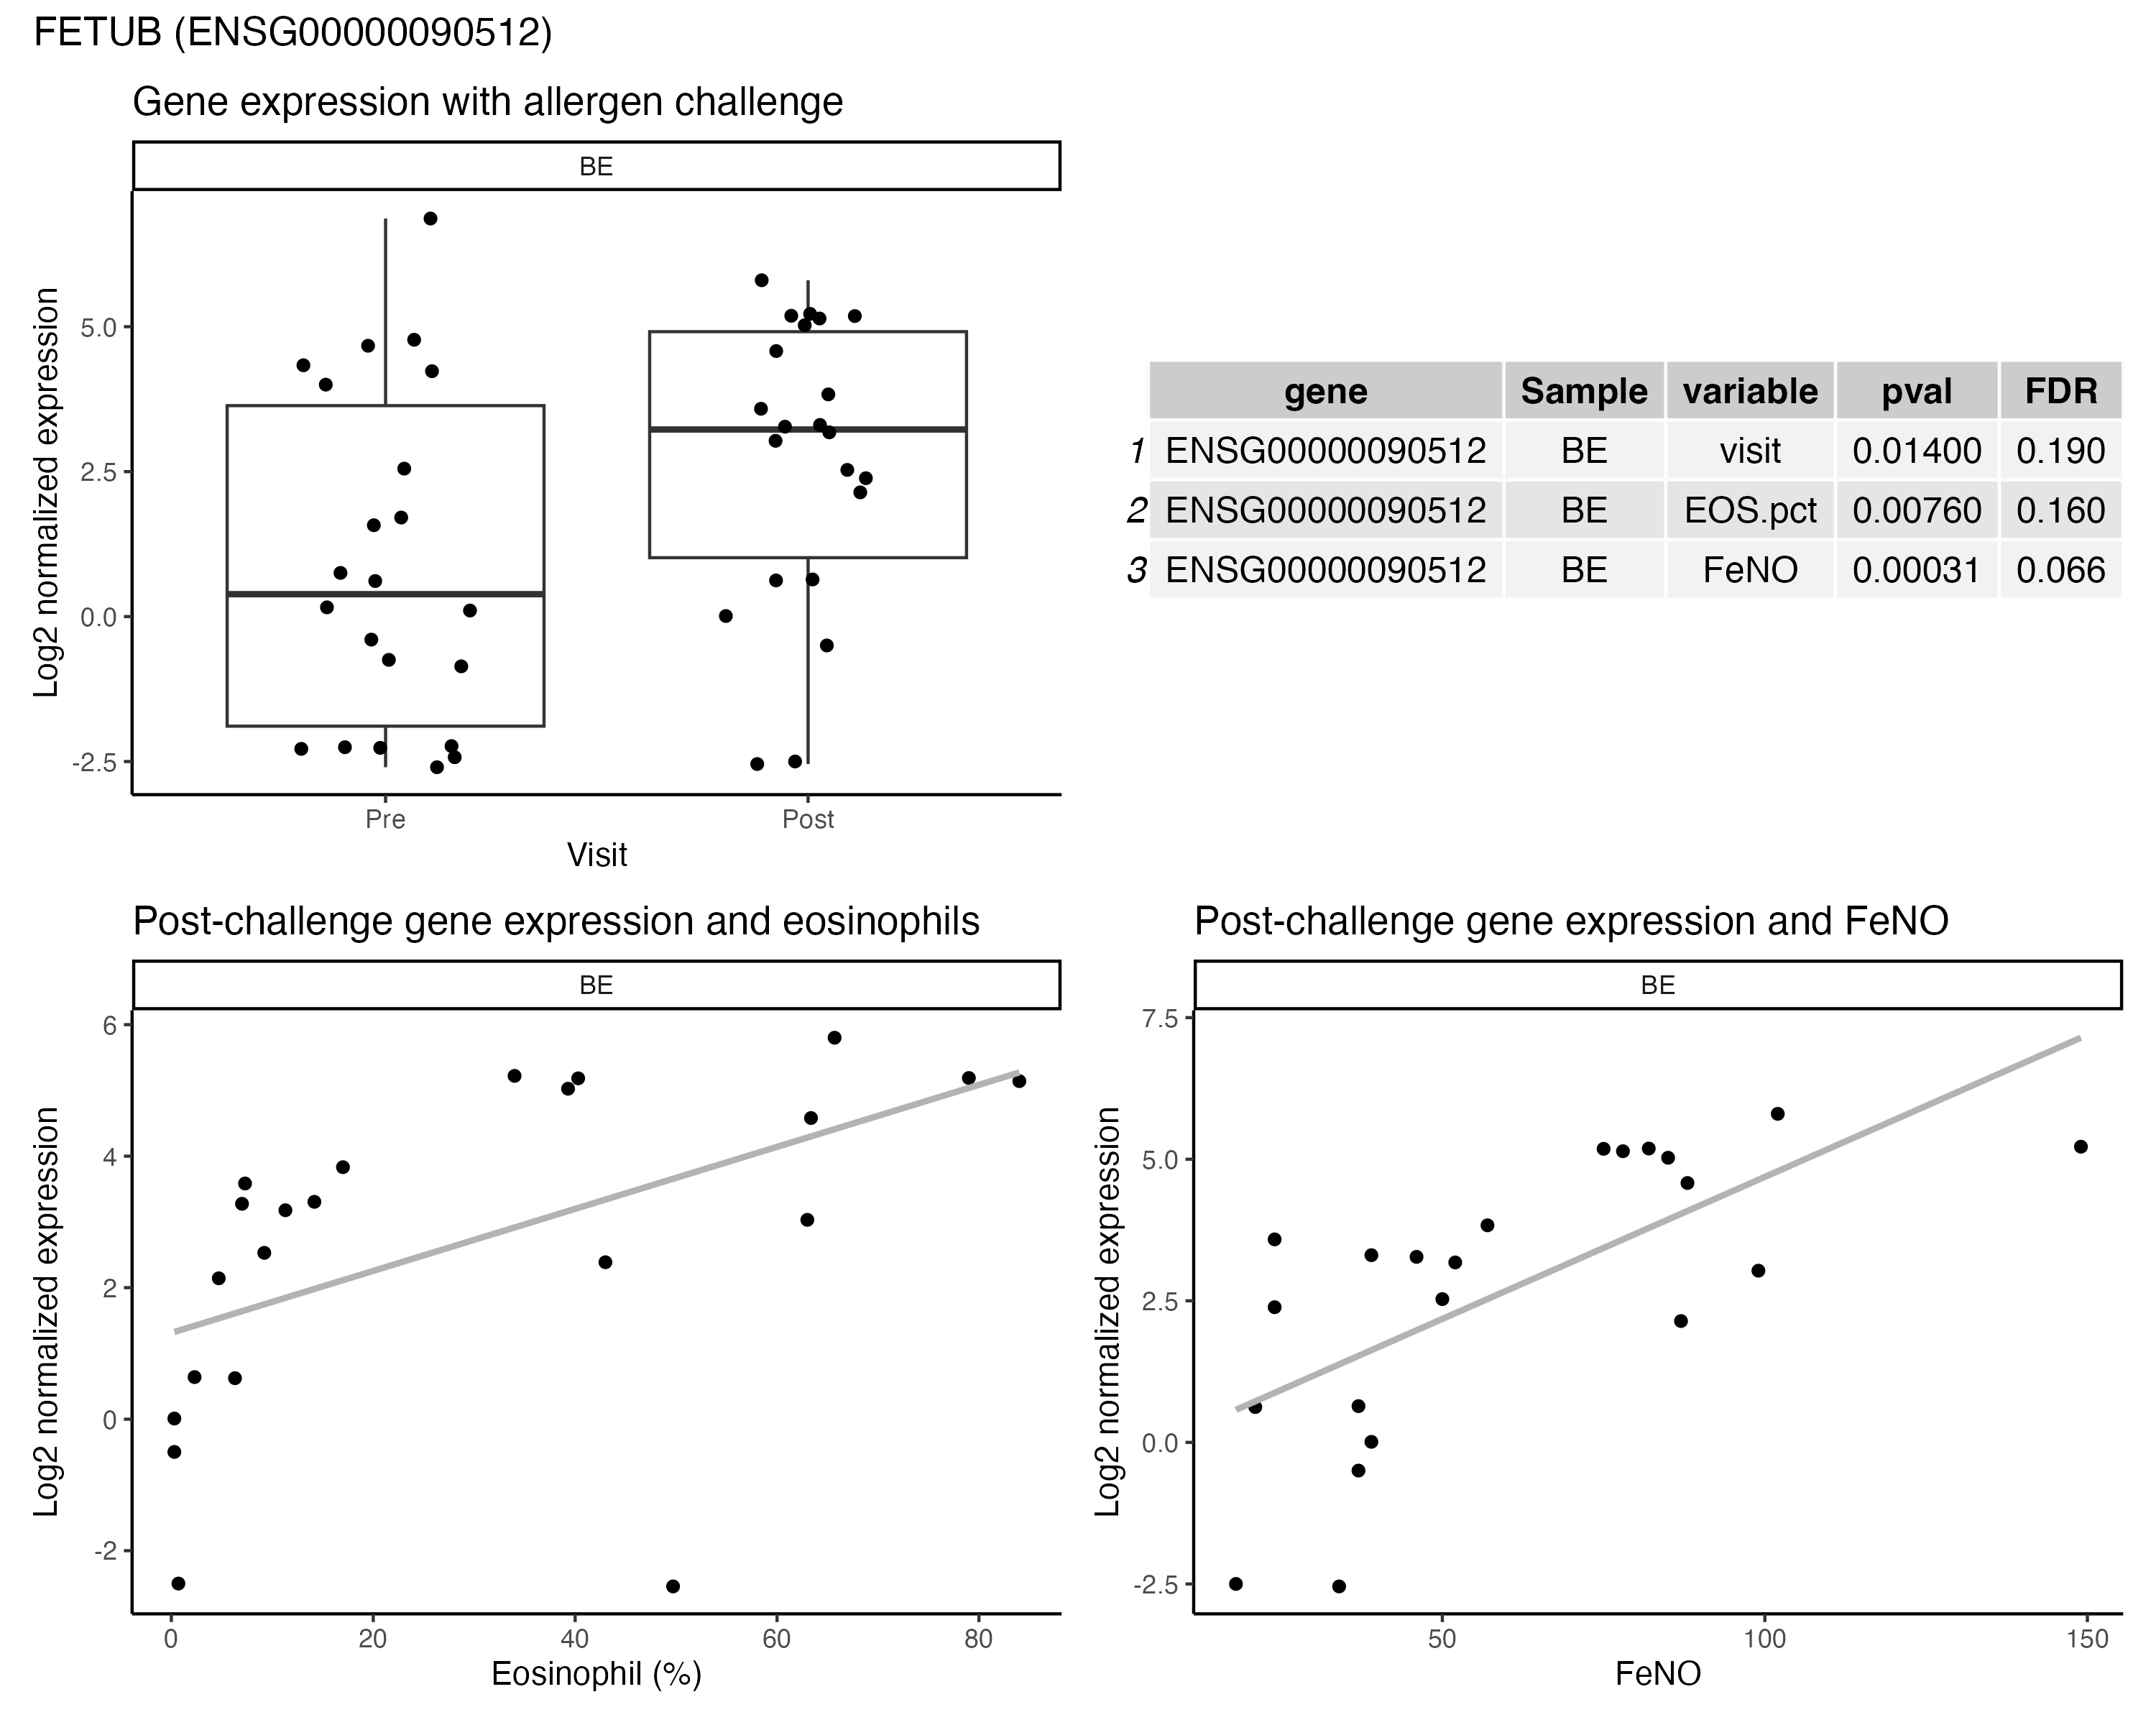 FETUB (ENSG00000090512)
Gene expression with allergen challenge
BE
Log2 normalized expression
5.0
2.5
0.0
-2.5
Pre Post
Visit
gene Sample variable pval FDR
1 ENSG00000090512 BE visit 0.01400 0.190
2 ENSG00000090512 BE EOS.pct 0.00760 0.160
3 ENSG00000090512 BE FeNO 0.00031 0.066
Post-challenge gene expression and eosinophils
BE
Log2 normalized expression
6
4
2
0
-2
0 20 40 60 80
Eosinophil (%)
Post-challenge gene expression and FeNO
BE
Log2 normalized expression
7.5
5.0
2.5
0.0
-2.5
50 100 150
FeNO